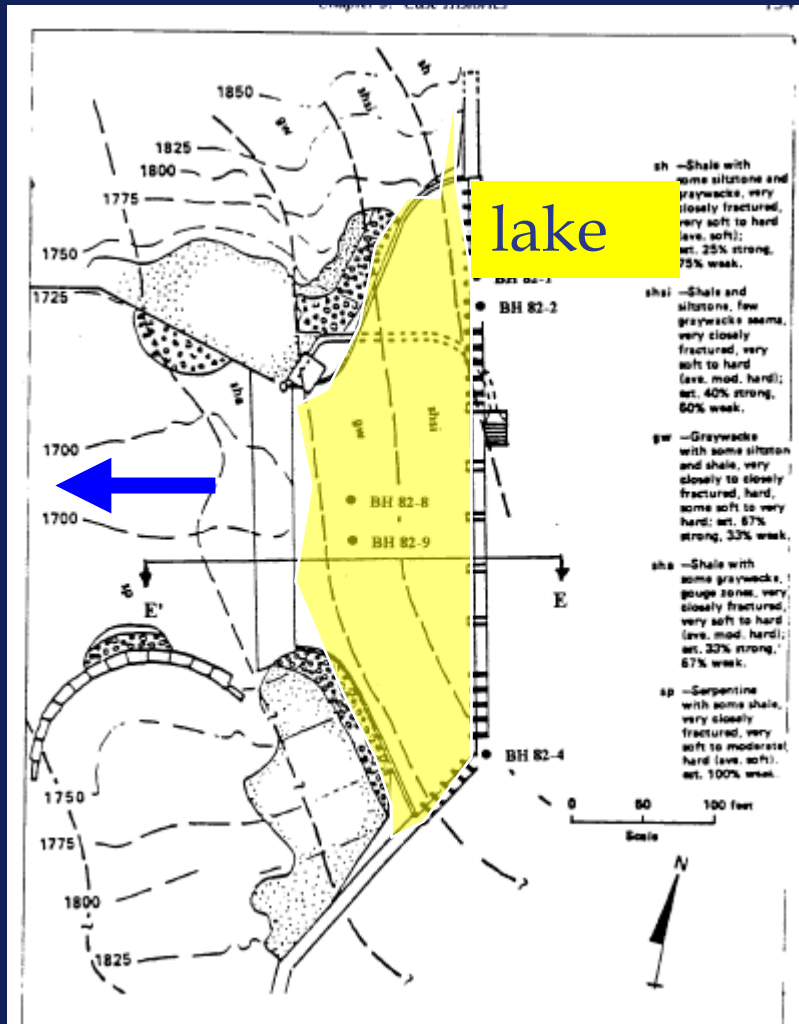 Chapter 5: Case Histories
1850
sh
shsi
gw
1825
1800
1775
1750
1725
lake
BH 82-2
sha
gw
shsi
1700
1700
BH 82-8
BH 82-9
E'
E
sp
BH 82-4
1750
1775
1800
1825
?
?
?
0 50 100 feet
Scale
N
sh —Shale with
some siltstone and
graywacke, very
closely fractured,
very soft to hard
(ave. soft);
est. 25% strong,
75% weak.
shsi —Shale and
siltstone, few
graywacke seams,
very closely
fractured, very
soft to hard
(ave. mod. hard);
est. 40% strong,
60% weak.
gw —Graywacke
with some siltston
and shale, very
closely to closely
fractured, hard,
some soft to very
hard; est. 67%
strong, 33% weak.
sha —Shale with
some graywacke,
gouge zones, very
closely fractured,
very soft to hard
(ave. mod. hard);
est. 33% strong,
67% weak.
sp —Serpentine
with some shale,
very closely
fractured, very
soft to moderatel
hard (ave. soft).
est. 100% weak.